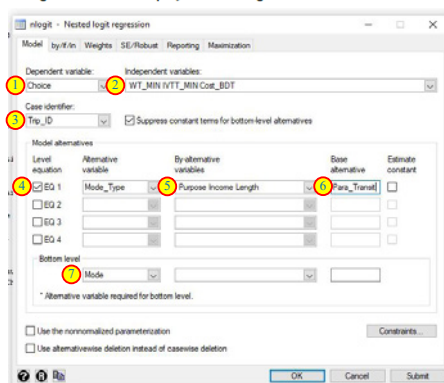 nlogit - Nested logit regression
Model by/if/in Weights SE/Robust Reporting Maximization
Dependent variable: Independent variables:
1 Choice 2 WT_MIN IVTT_MIN Cost_BDT
Case identifier:
3 Trip_ID Suppress constant terms for bottom-level alternatives
Model alternatives
Level equation Alternative variable By-alternative variables Base alternative Estimate constant
4 EQ 1 Mode_Type 5 Purpose Income Length 6 Para_Transit
EQ 2
EQ 3
EQ 4
Bottom level
7 Mode
* Alternative variable required for bottom level.
Use the nonnormalized parameterization Constraints...
Use alternativewise deletion instead of casewise deletion
OK Cancel Submit